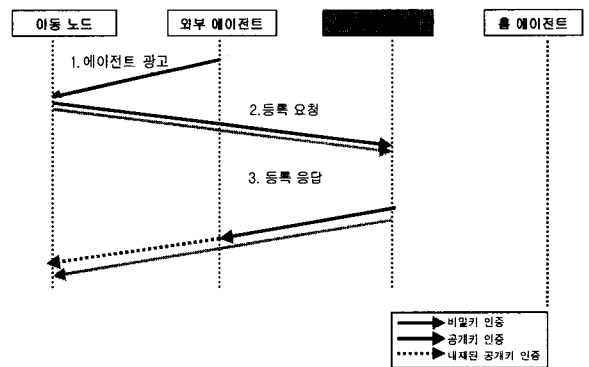 이동 노드
외부 에이전트
홈 에이전트
1. 에이전트 광고
2.등록 요청
3. 등록 응답
비밀키 인증
공개키 인증
내재된 공개키 인증